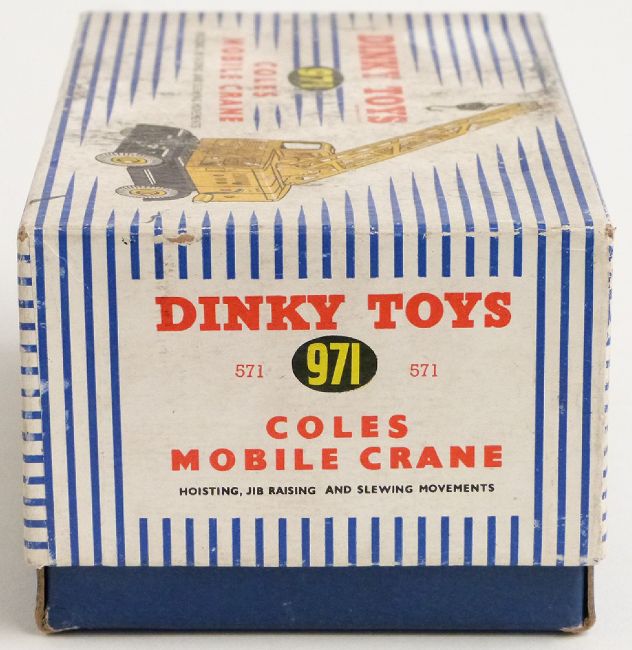 DINKY TOYS
971
COLES
MOBILE CRANE
DINKY TOYS
571 971 571
COLES
MOBILE CRANE
HOISTING, JIB RAISING AND SLEWING MOVEMENTS